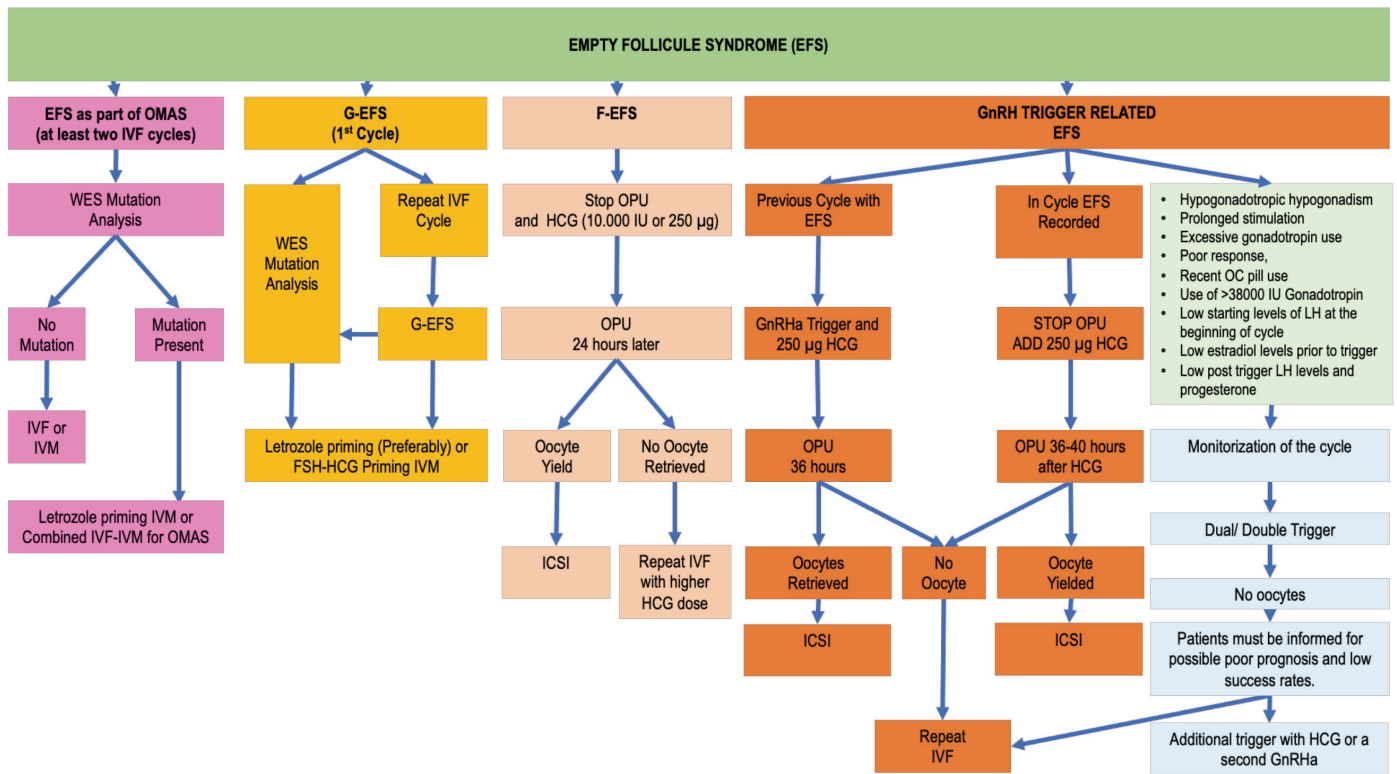 EMPTY FOLLICULE SYNDROME (EFS)
EFS as part of OMAS
(at least two IVF cycles)
WES Mutation
Analysis
No
Mutation
Mutation
Present
IVF or
IVM
Letrozole priming IVM or
Combined IVF-IVM for OMAS
G-EFS
(1st Cycle)
WES
Mutation
Analysis
Repeat IVF
Cycle
G-EFS
Letrozole priming (Preferably) or
FSH-HCG Priming IVM
F-EFS
Stop OPU
and HCG (10.000 IU or 250 µg)
OPU
24 hours later
Oocyte
Yield
No Oocyte
Retrieved
ICSI
Repeat IVF
with higher
HCG dose
GnRH TRIGGER RELATED
EFS
Previous Cycle with
EFS
GnRHa Trigger and
250 µg HCG
OPU
36 hours
Oocytes
Retrieved
ICSI
No
Oocyte
In Cycle EFS
Recorded
STOP OPU
ADD 250 µg HCG
OPU 36-40 hours
after HCG
Oocyte
Yielded
ICSI
Repeat
IVF
• Hypogonadotropic hypogonadism
• Prolonged stimulation
• Excessive gonadotropin use
• Poor response,
• Recent OC pill use
• Use of >38000 IU Gonadotropin
• Low starting levels of LH at the
beginning of cycle
• Low estradiol levels prior to trigger
• Low post trigger LH levels and
progesterone
Monitorization of the cycle
Dual/ Double Trigger
No oocytes
Patients must be informed for
possible poor prognosis and low
success rates.
Additional trigger with HCG or a
second GnRHa